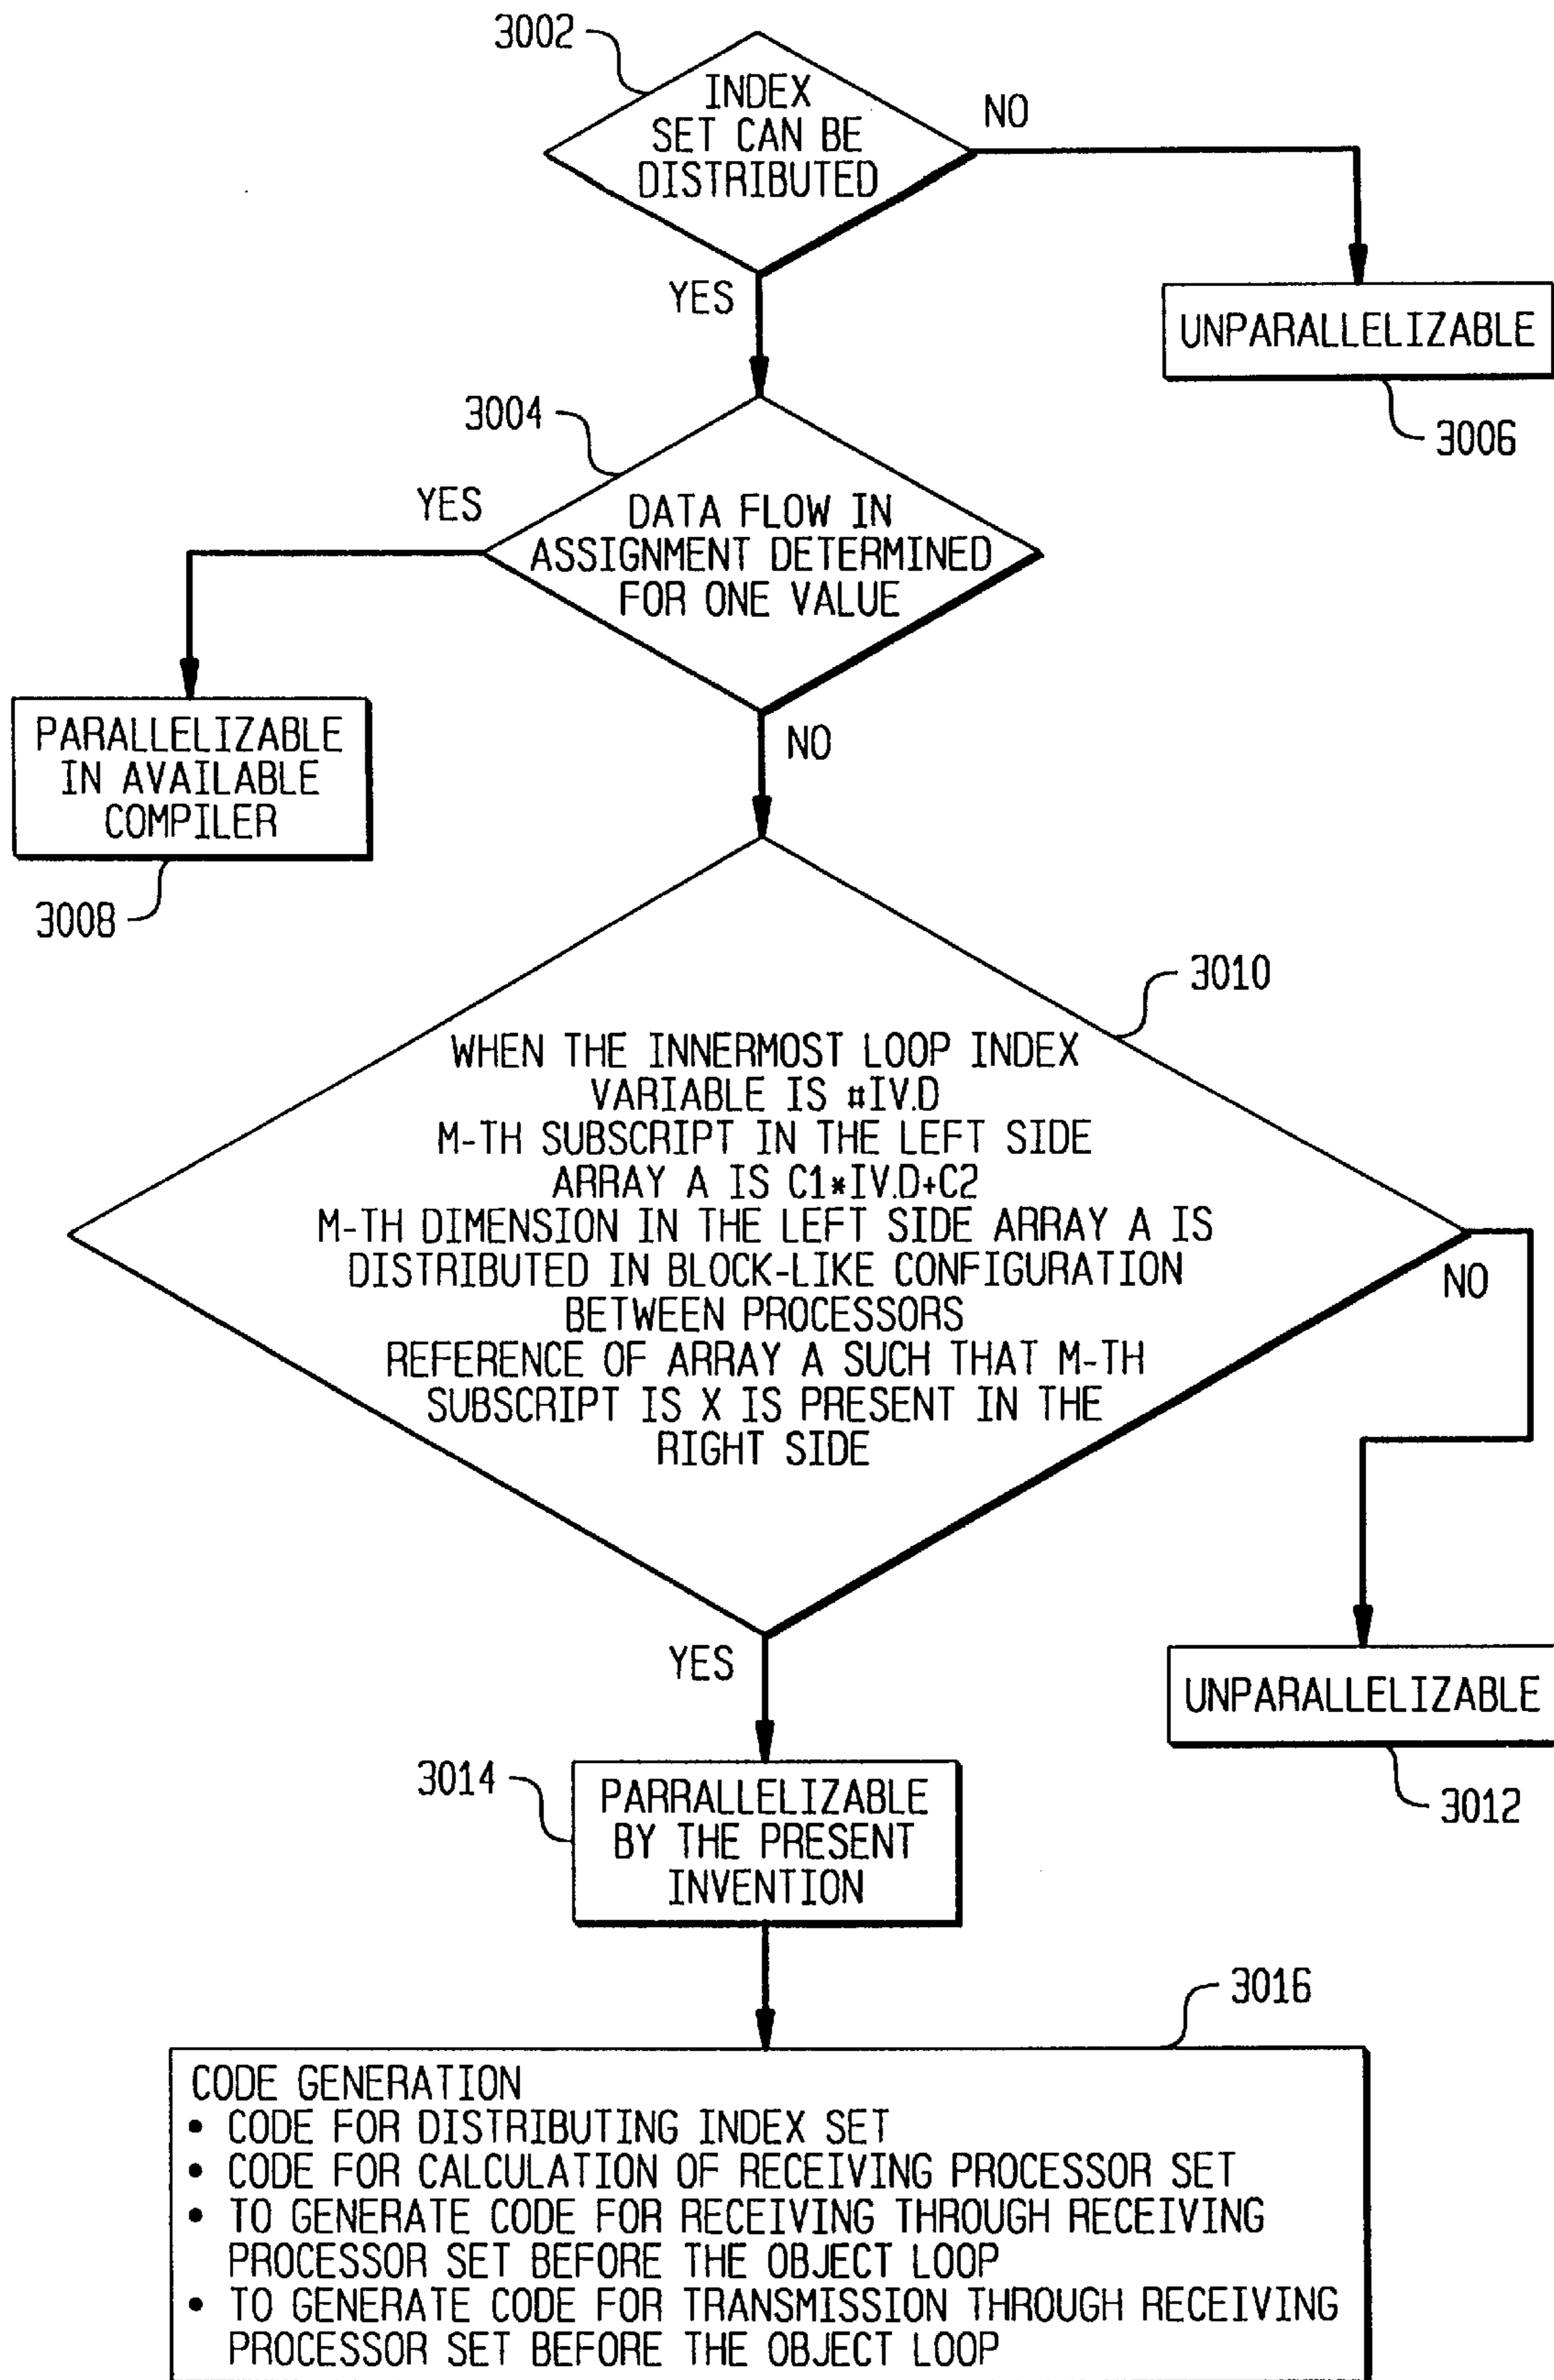 3002
INDEX
SET CAN BE
DISTRIBUTED
NO
YES
UNPARALLELIZABLE
3006
3004
YES
DATA FLOW IN
ASSIGNMENT DETERMINED
FOR ONE VALUE
NO
PARALLELIZABLE
IN AVAILABLE
COMPILER
3008
3010
WHEN THE INNERMOST LOOP INDEX
VARIABLE IS #IV.D
M-TH SUBSCRIPT IN THE LEFT SIDE
ARRAY A IS C1*IV.D+C2
M-TH DIMENSION IN THE LEFT SIDE ARRAY A IS
DISTRIBUTED IN BLOCK-LIKE CONFIGURATION
BETWEEN PROCESSORS
REFERENCE OF ARRAY A SUCH THAT M-TH
SUBSCRIPT IS X IS PRESENT IN THE
RIGHT SIDE
NO
YES
UNPARALLELIZABLE
3012
3014
PARRALLELIZABLE
BY THE PRESENT
INVENTION
3016
CODE GENERATION
• CODE FOR DISTRIBUTING INDEX SET
• CODE FOR CALCULATION OF RECEIVING PROCESSOR SET
• TO GENERATE CODE FOR RECEIVING THROUGH RECEIVING
PROCESSOR SET BEFORE THE OBJECT LOOP
• TO GENERATE CODE FOR TRANSMISSION THROUGH RECEIVING
PROCESSOR SET BEFORE THE OBJECT LOOP